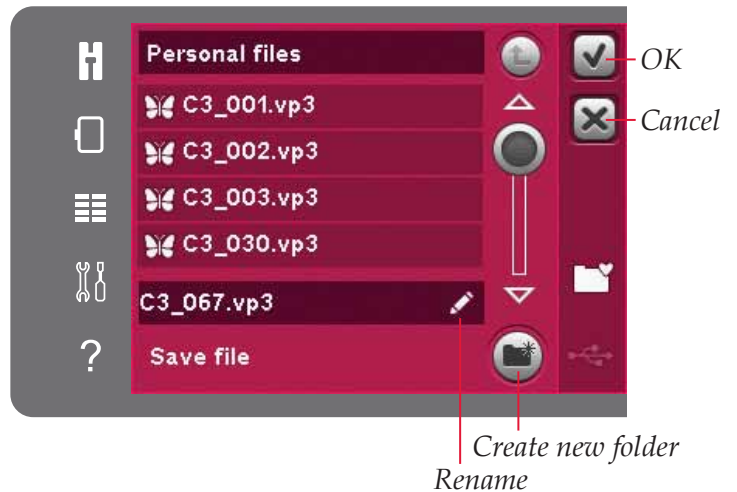 Personal files
OK
C3_001.vp3
Cancel
C3_002.vp3
C3_003.vp3
C3_030.vp3
C3_067.vp3
?
Save file
Create new folder
Rename